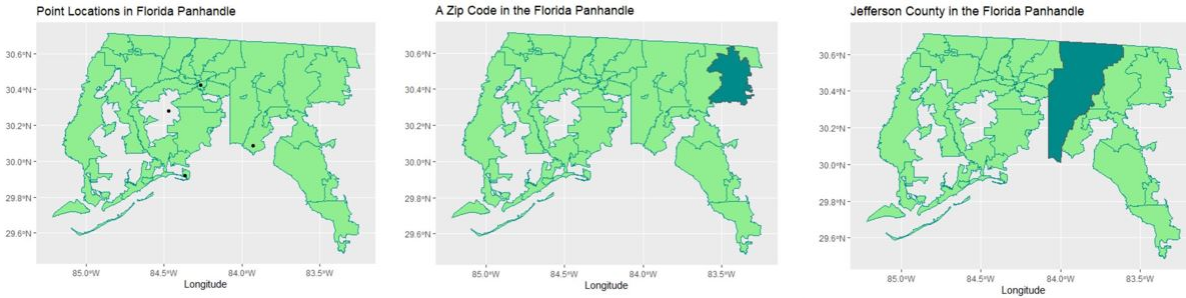 Point Locations in Florida Panhandle
30.6°N
30.4°N
30.2°N
30.0°N
29.8°N
29.6°N
85.0°W 84.5°W 84.0°W 83.5°W
Longitude
A Zip Code in the Florida Panhandle
30.6°N
30.4°N
30.2°N
30.0°N
29.8°N
29.6°N
85.0°W 84.5°W 84.0°W 83.5°W
Longitude
Jefferson County in the Florida Panhandle
30.6°N
30.4°N
30.2°N
30.0°N
29.8°N
29.6°N
85.0°W 84.5°W 84.0°W 83.5°W
Longitude